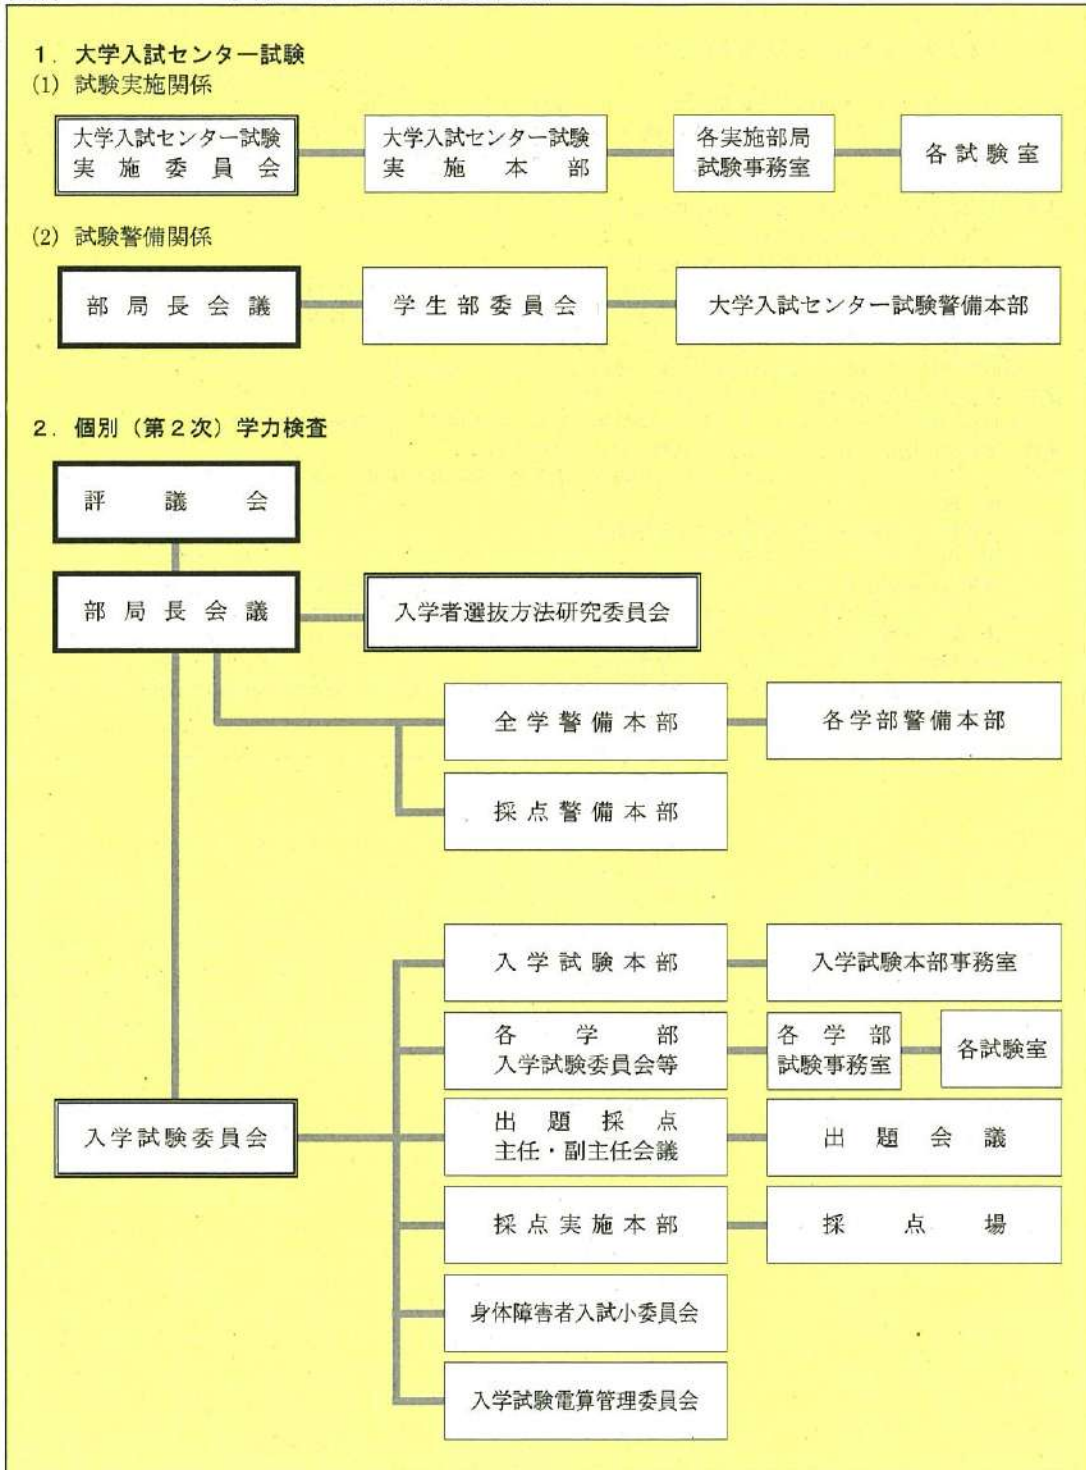 1. 大学入試センター試験
(1) 試験実施関係
大学入試センター試験
実施委員会
大学入試センター試験
実施本部
各実施部局
試験事務室
各試験室
(2) 試験警備関係
部局長会議
学生部委員会
大学入試センター試験警備本部
2. 個別（第2次）学力検査
評議会
部局長会議
入学者選抜方法研究委員会
全学警備本部
各学部警備本部
採点警備本部
入学試験本部
入学試験本部事務室
各学部
入学試験委員会等
各学部
試験事務室
各試験室
入学試験委員会
出題採点
主任・副主任会議
出題会議
採点実施本部
採点場
身体障害者入試小委員会
入学試験電算管理委員会